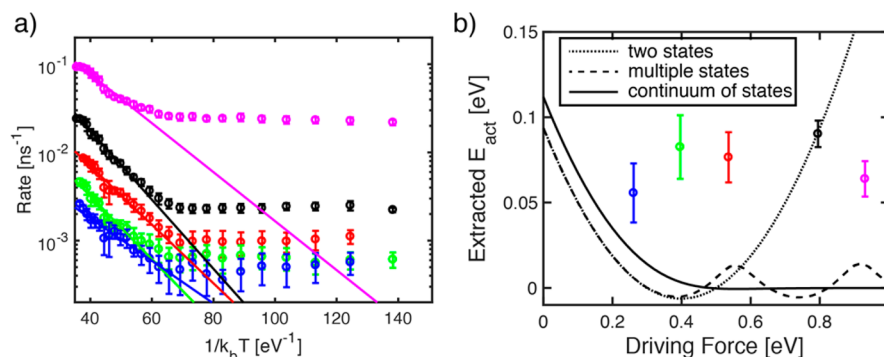 a)
Rate [ns⁻¹]
10⁻¹
10⁻²
10⁻³
40 60 80 100 120 140
1/k_bT [eV⁻¹]
b)
Extracted E_act [eV]
0.15
0.1
0.05
0
two states
multiple states
continuum of states
0 0.2 0.4 0.6 0.8
Driving Force [eV]